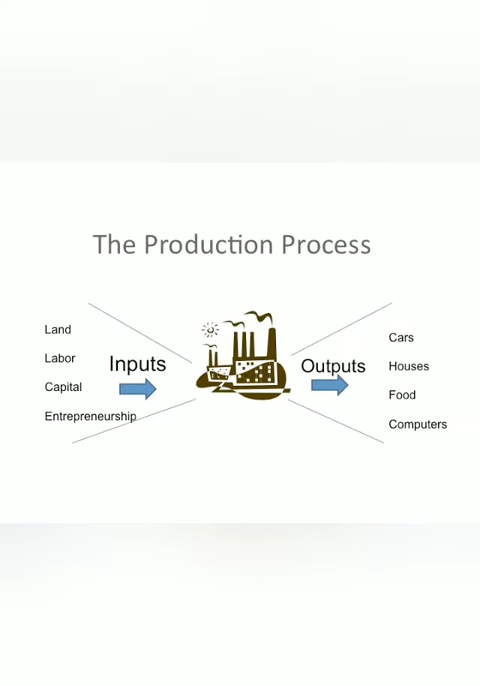 The Production Process
Land
Labor
Capital
Entrepreneurship
Inputs
Outputs
Cars
Houses
Food
Computers